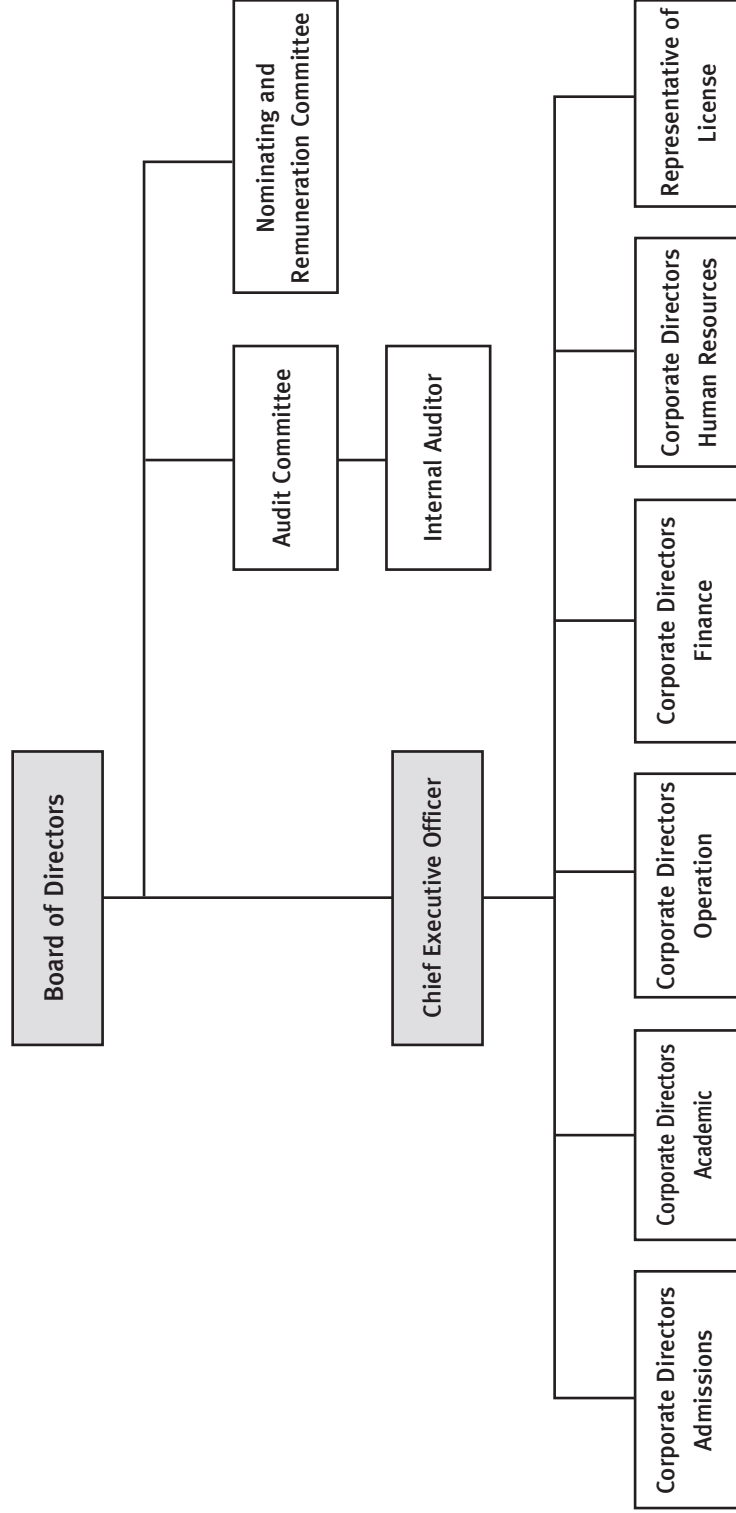 Board of Directors
Nominating and
Remuneration Committee
Audit Committee
Internal Auditor
Chief Executive Officer
Corporate Directors
Admissions
Corporate Directors
Academic
Corporate Directors
Operation
Corporate Directors
Finance
Corporate Directors
Human Resources
Representative of
License